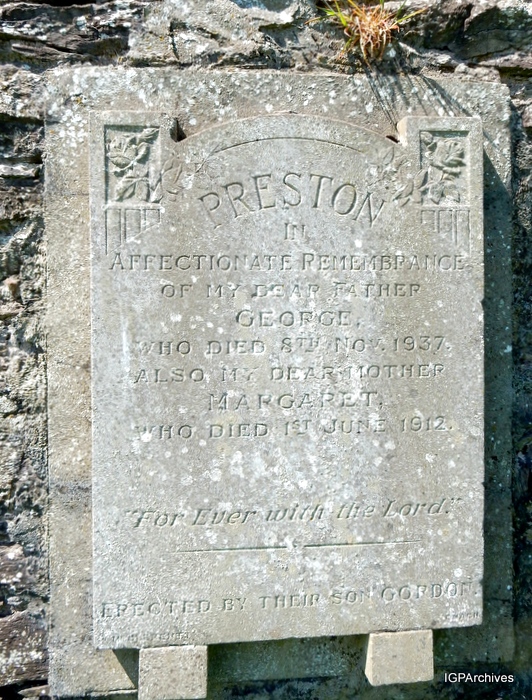 PRESTON
IN
AFFECTIONATE REMEMBRANCE
OF MY DEAR FATHER
GEORGE,
WHO DIED 8TH NOV. 1937.
ALSO MY DEAR MOTHER
MARGARET,
WHO DIED 1ST JUNE 1912.
"For Ever with the Lord."
ERECTED BY THEIR SON GORDON.
IGPArchives